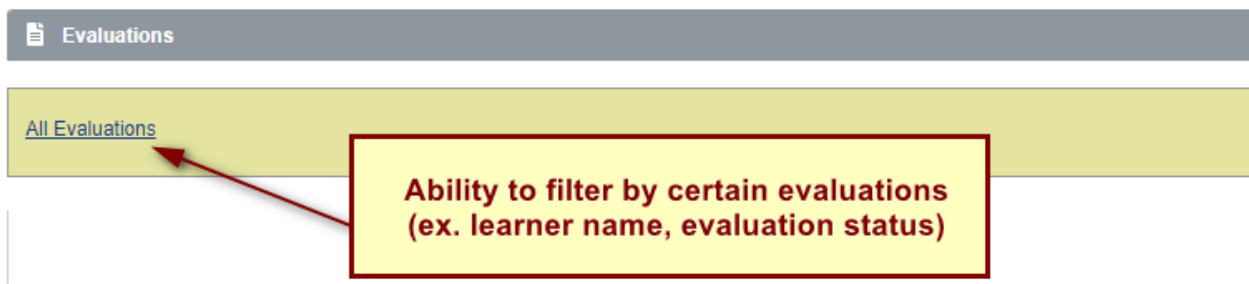 Evaluations
All Evaluations
Ability to filter by certain evaluations
(ex. learner name, evaluation status)